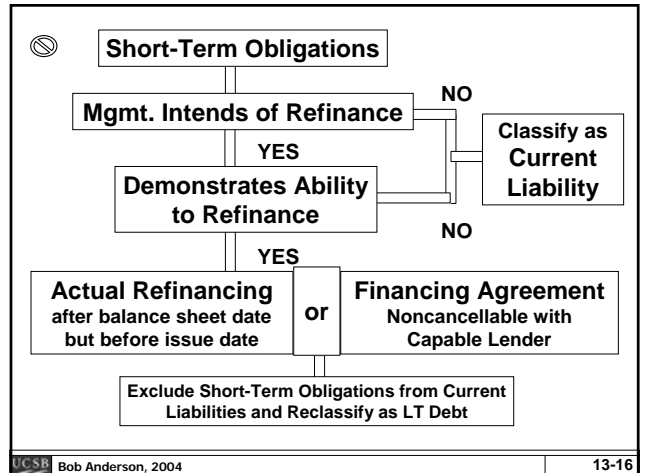 Short-Term Obligations
Mgmt. Intends of Refinance
NO
Classify as
Current
Liability
YES
Demonstrates Ability
to Refinance
NO
YES
Actual Refinancing
after balance sheet date
but before issue date
or
Financing Agreement
Noncancellable with
Capable Lender
Exclude Short-Term Obligations from Current
Liabilities and Reclassify as LT Debt
UCSB Bob Anderson, 2004
13-16